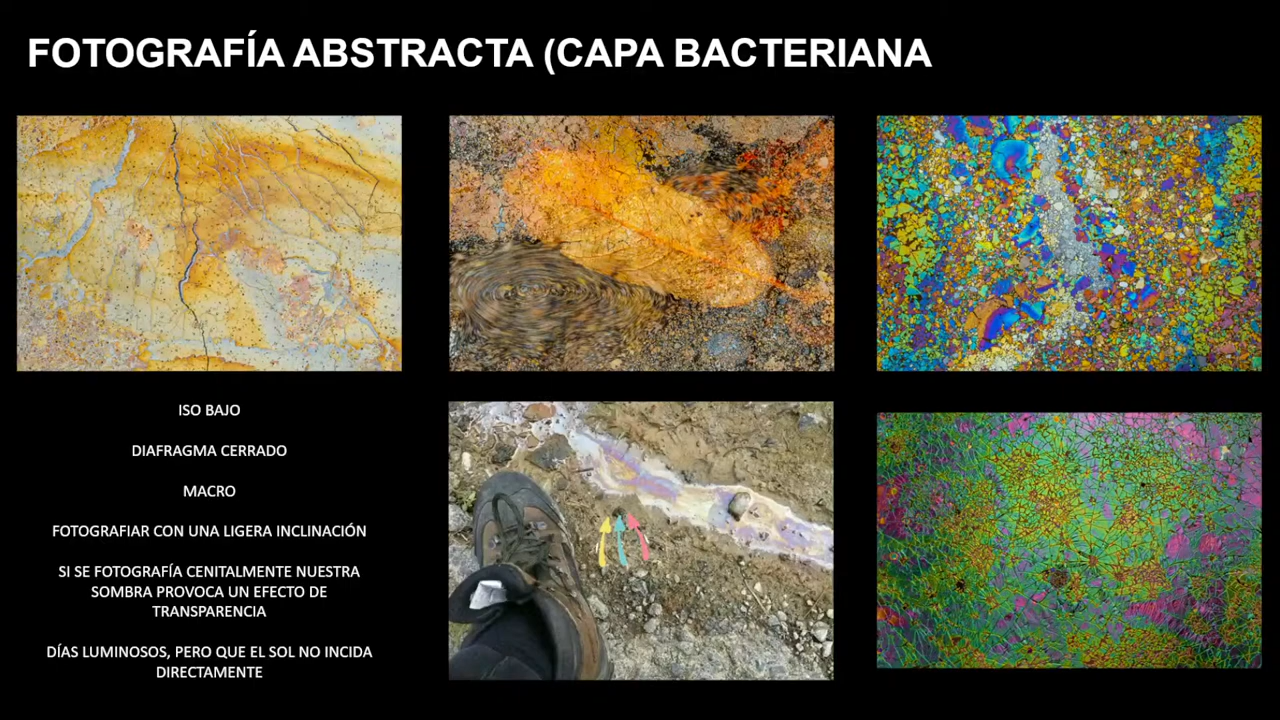 FOTOGRAFÍA ABSTRACTA (CAPA BACTERIANA
ISO BAJO
DIAFRAGMA CERRADO
MACRO
FOTOGRAFIAR CON UNA LIGERA INCLINACIÓN
SI SE FOTOGRAFÍA CENITALMENTE NUESTRA
SOMBRA PROVOCA UN EFECTO DE
TRANSPARENCIA
DÍAS LUMINOSOS, PERO QUE EL SOL NO INCIDA
DIRECTAMENTE